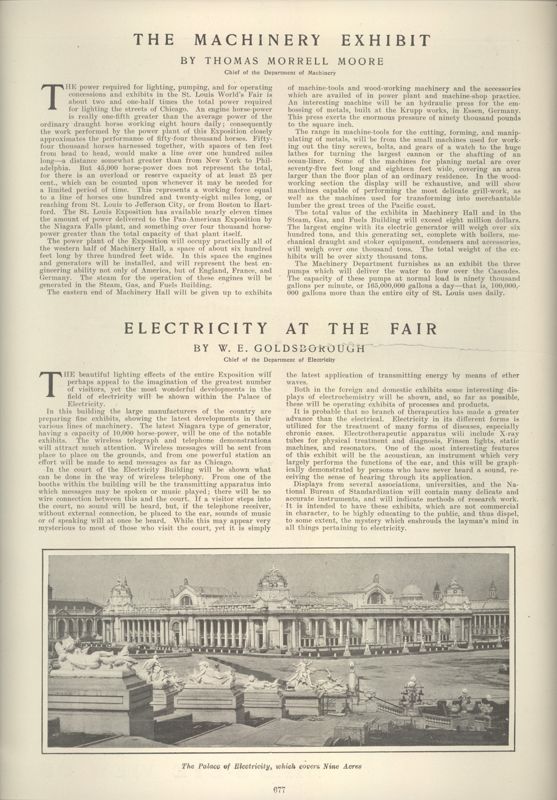 THE MACHINERY EXHIBIT
BY THOMAS MORRELL MOORE
Chief of the Department of Machinery
THE power required for lighting, pumping, and for operating
concessions and exhibits in the St. Louis World's Fair is
about two and one-half times the total power required
for lighting the streets of Chicago. An engine horse-power
is really one-fifth greater than the average power of the
ordinary draught horse working eight hours daily; consequently
the work performed by the power plant of this Exposition closely
approximates the performance of fifty-four thousand horses. Fifty-
four thousand horses harnessed together, with spaces of ten feet
from head to head, would make a line over one hundred miles
long—a distance somewhat greater than from New York to Phil-
adelphia. But 45,000 horse-power does not represent the total,
for there is an overload or reserve capacity of at least 25 per
cent., which can be counted upon whenever it may be needed for
a limited period of time. This represents a working force equal
to a line of horses one hundred and twenty-eight miles long, or
reaching from St. Louis to Jefferson City, or from Boston to Hart-
ford. The St. Louis Exposition has available nearly eleven times
the amount of power delivered to the Pan-American Exposition by
the Niagara Falls plant, and something over four thousand horse-
power greater than the total capacity of that plant itself.
The power plant of the Exposition will occupy practically all of
the western half of Machinery Hall, a space of about six hundred
feet long by three hundred feet wide. In this space the engines
and generators will be installed, and will represent the best en-
gineering ability not only of America, but of England, France, and
Germany. The steam for the operation of these engines will be
generated in the Steam, Gas, and Fuels Building.
The eastern end of Machinery Hall will be given up to exhibits
of machine-tools and wood-working machinery and the accessories
which are availed of in power plant and machine-shop practice.
An interesting machine will be an hydraulic press for the em-
bossing of metals, built at the Krupp works, in Essen, Germany.
This press exerts the enormous pressure of ninety thousand pounds
to the square inch.
The range in machine-tools for the cutting, forming, and manip-
ulating of metals, will be from the small machines used for work-
ing out the tiny screws, bolts, and gears of a watch to the huge
lathes for turning the largest cannon or the shafting of an
ocean-liner. Some of the machines for planing metal are over
seventy-five feet long and eighteen feet wide, covering an area
larger than the floor plan of an ordinary residence. In the wood-
working section the display will be exhaustive, and will show
machines capable of performing the most delicate grill-work, as
well as the machines used for transforming into merchantable
lumber the great trees of the Pacific coast.
The total value of the exhibits in Machinery Hall and in the
Steam, Gas, and Fuels Building will exceed eight million dollars.
The largest engine with its electric generator will weigh over six
hundred tons, and this generating set, complete with boilers, me-
chanical draught and stoker equipment, condensers and accessories,
will weigh over one thousand tons. The total weight of the ex-
hibits will be over sixty thousand tons.
The Machinery Department furnishes as an exhibit the three
pumps which will deliver the water to flow over the Cascades.
The capacity of these pumps at normal load is ninety thousand
gallons per minute, or 165,000,000 gallons a day—that is, 100,000,-
000 gallons more than the entire city of St. Louis uses daily.
ELECTRICITY AT THE FAIR
BY W. E. GOLDSBOROUGH
Chief of the Department of Electricity
THE beautiful lighting effects of the entire Exposition will
perhaps appeal to the imagination of the greatest number
of visitors, yet the most wonderful developments in the
field of electricity will be shown within the Palace of
Electricity.
In this building the large manufacturers of the country are
preparing fine exhibits, showing the latest developments in their
various lines of machinery. The latest Niagara type of generator,
having a capacity of 10,000 horse-power, will be one of the notable
exhibits. The wireless telegraph and telephone demonstrations
will attract much attention. Wireless messages will be sent from
place to place on the grounds, and from one powerful station an
effort will be made to send messages as far as Chicago.
In the court of the Electricity Building will be shown what
can be done in the way of wireless telephony. From one of the
booths within the building will be the transmitting apparatus into
which messages may be spoken or music played; there will be no
wire connection between this and the court. If a visitor steps into
the court, no sound will be heard, but, if the telephone receiver,
without external connection, be placed to the ear, sounds of music
or of speaking will at once be heard. While this may appear very
mysterious to most of those who visit the court, yet it is simply
the latest application of transmitting energy by means of ether
waves.
Both in the foreign and domestic exhibits some interesting dis-
plays of electrochemistry will be shown, and, so far as possible,
these will be operating exhibits of processes and products.
It is probable that no branch of therapeutics has made a greater
advance than the electrical. Electricity in its different forms is
utilized for the treatment of many forms of diseases, especially
chronic cases. Electrotherapeutic apparatus will include X-ray
tubes for physical treatment and diagnosis, Finsen lights, static
machines, and resonators. One of the most interesting features
of this exhibit will be the acoustican, an instrument which very
largely performs the functions of the ear, and this will be graph-
ically demonstrated by persons who have never heard a sound, re-
ceiving the sense of hearing through its application.
Displays from several associations, universities, and the Na-
tional Bureau of Standardization will contain many delicate and
accurate instruments, and will indicate methods of research work.
It is intended to have these exhibits, which are not commercial
in character, to be highly educating to the public, and thus dispel,
to some extent, the mystery which enshrouds the layman's mind in
all things pertaining to electricity.
The Palace of Electricity, which covers Nine Acres
677